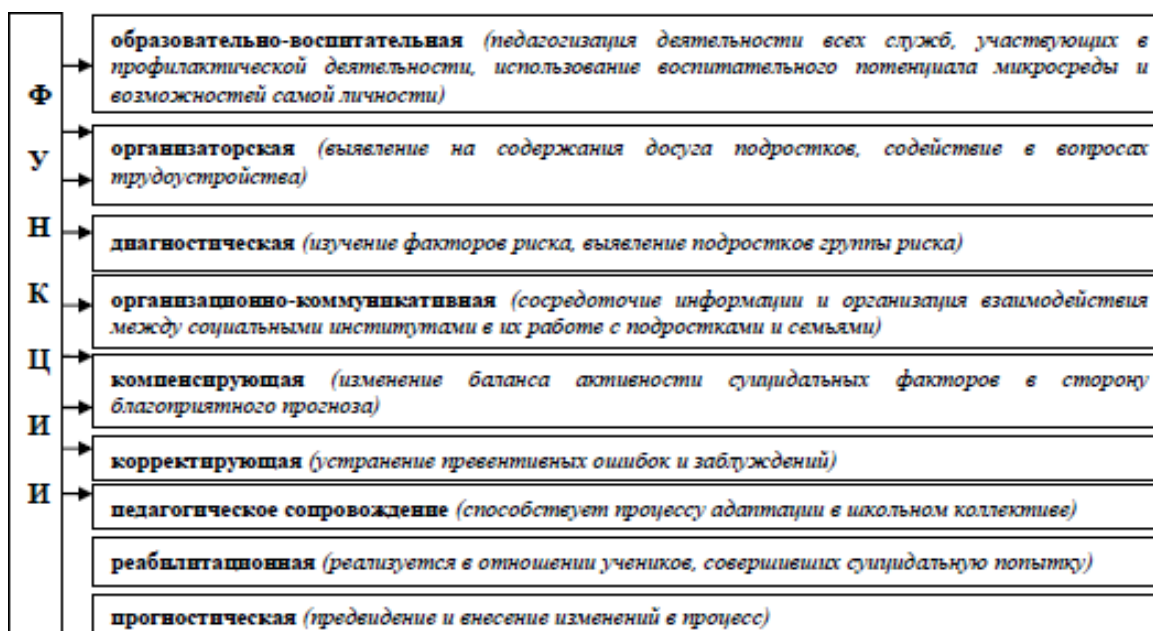 ФУНКЦИИ
образовательно-воспитательная (педагогизация деятельности всех служб, участвующих в
профилактической деятельности, использование воспитательного потенциала микросреды и
возможностей самой личности)
организаторская (выявление на содержания досуга подростков, содействие в вопросах
трудоустройства)
диагностическая (изучение факторов риска, выявление подростков группы риска)
организационно-коммуникативная (сосредоточие информации и организация взаимодействия
между социальными институтами в их работе с подростками и семьями)
компенсирующая (изменение баланса активности суицидальных факторов в сторону
благоприятного прогноза)
корректирующая (устранение превентивных ошибок и заблуждений)
педагогическое сопровождение (способствует процессу адаптации в школьном коллективе)
реабилитационная (реализуется в отношении учеников, совершивших суицидальную попытку)
прогностическая (предвидение и внесение изменений в процесс)